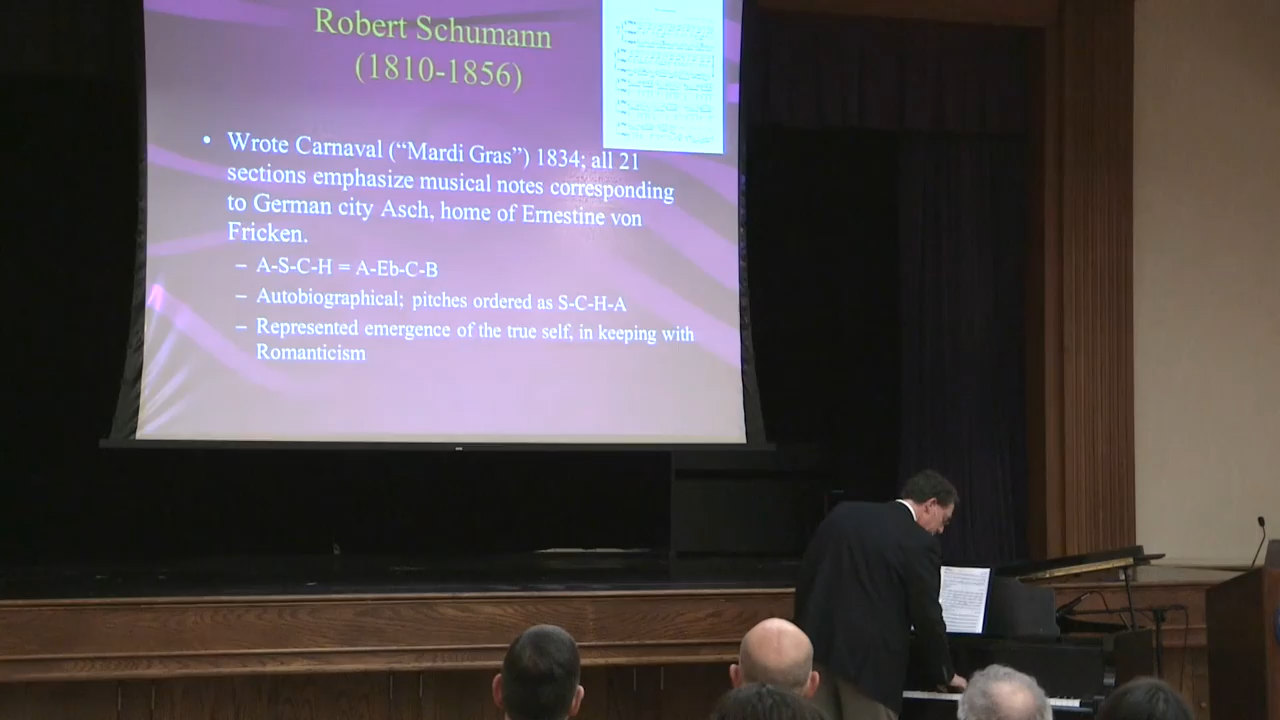 Robert Schumann
(1810-1856)
• Wrote Carnaval (“Mardi Gras”) 1834; all 21
sections emphasize musical notes corresponding
to German city Asch, home of Ernestine von
Fricken.
– A-S-C-H = A-Eb-C-B
– Autobiographical; pitches ordered as S-C-H-A
– Represented emergence of the true self, in keeping with
Romanticism